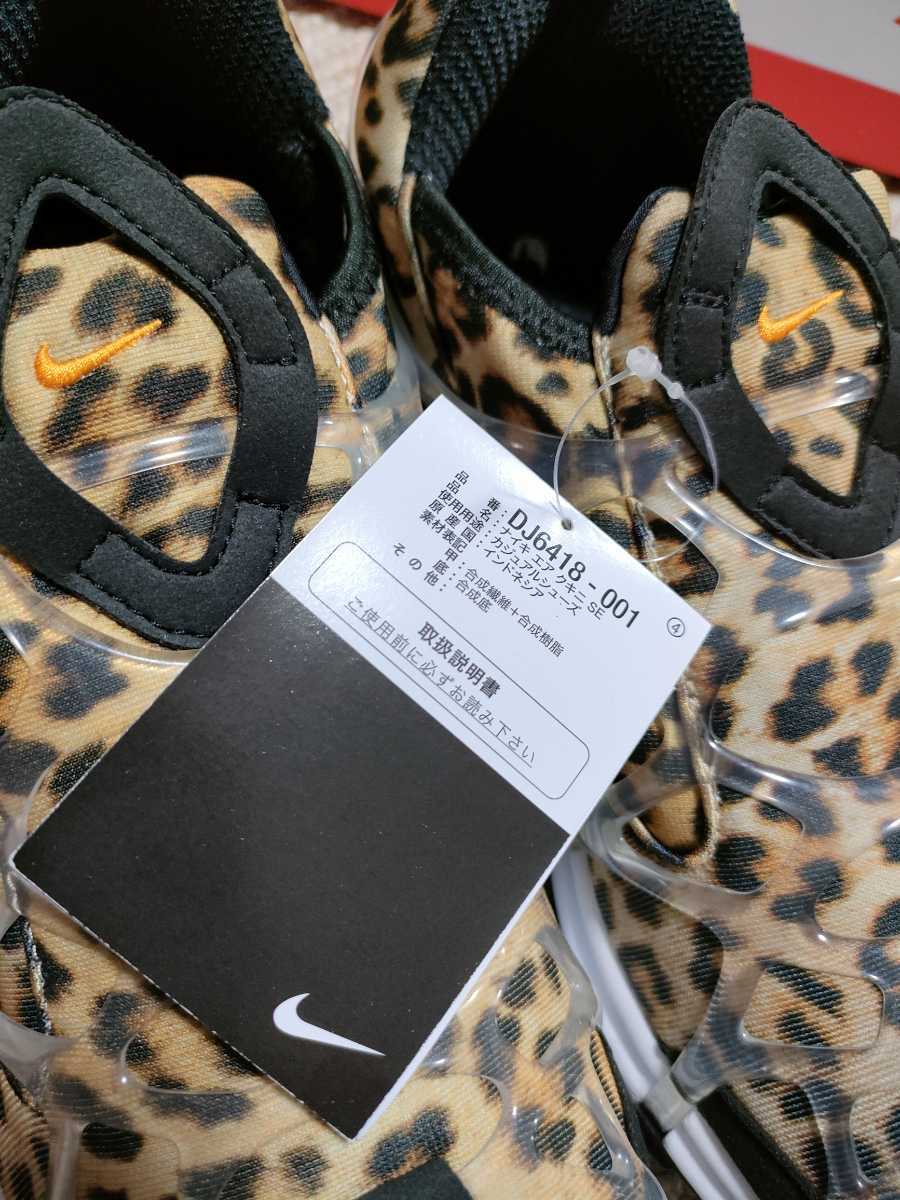 品番：DJ6418-001
品名：ナイキ エア クキニ SE
使用用途：カジュアルシューズ
原産国：インドネシア
素材表記
甲：合成繊維＋合成樹脂
底：合成底
その他：
④
取扱説明書
ご使用前に必ずお読み下さい